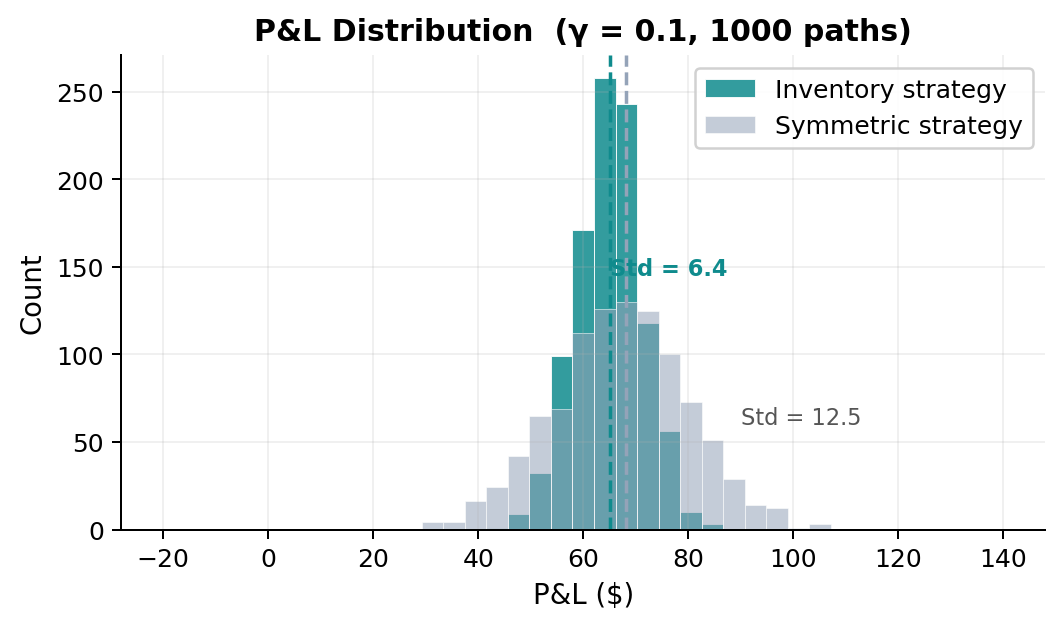 P&L Distribution  (γ = 0.1, 1000 paths)
Inventory strategy
Symmetric strategy
250
200
150
100
50
0
Count
Std = 6.4
Std = 12.5
−20 0 20 40 60 80 100 120 140
P&L ($)